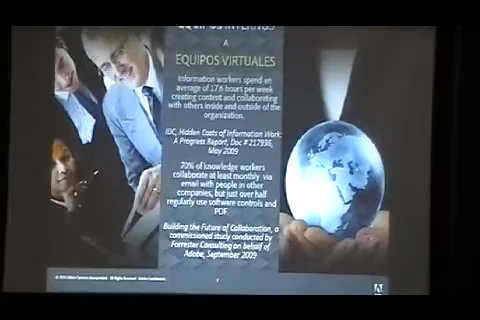 EQUIPOS INTERNOS
A
EQUIPOS VIRTUALES
Information workers spend an
average of 17.6 hours per week
creating content and collaborating
with others inside and outside of the
organization.
IDC, Hidden Costs of Information Work:
A Progress Report, Doc #217936,
May 2009
70% of knowledge workers
collaborate at least monthly via
email with people in other
companies, but just over half
regularly use software controls and
PDF.
Building the Future of Collaboration, a
commissioned study conducted by
Forrester Consulting on behalf of
Adobe, September 2009